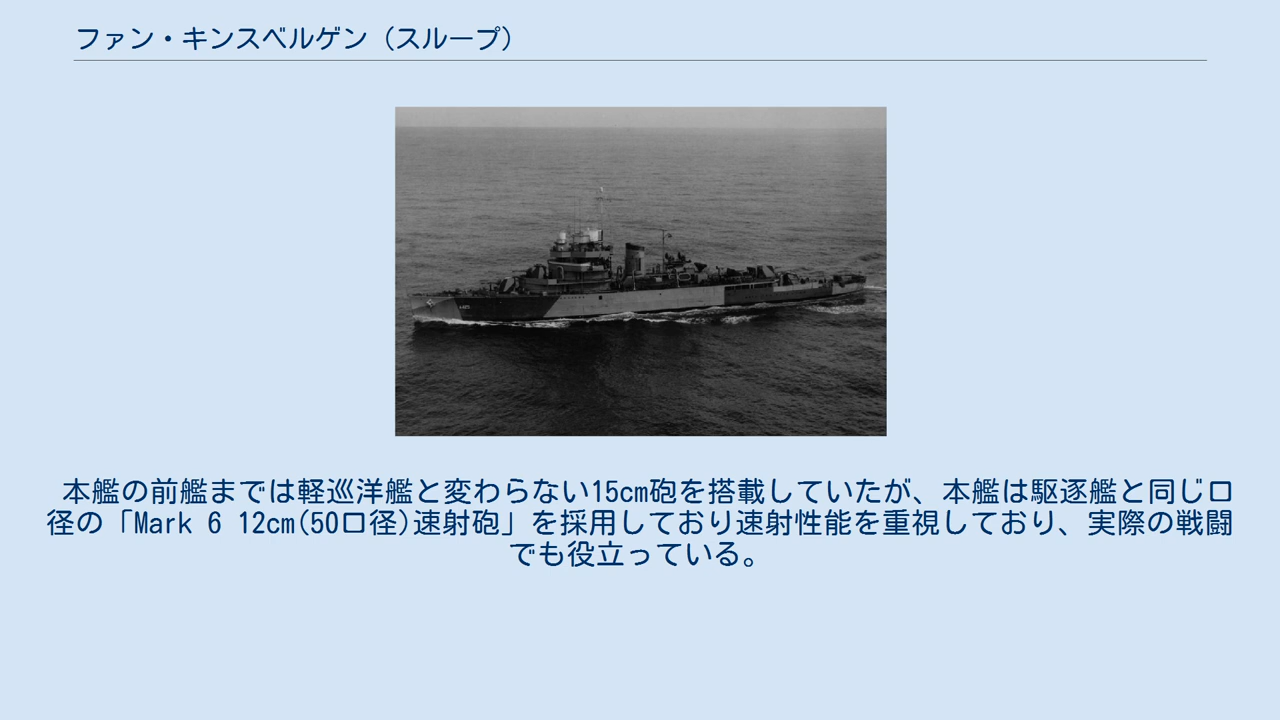 ファン・キンスベルゲン（スループ）
本艦の前艦までは軽巡洋艦と変わらない15cm砲を搭載していたが、本艦は駆逐艦と同じ口
径の「Mark 6 12cm(50口径)速射砲」を採用しており速射性能を重視しており、実際の戦闘
でも役立っている。